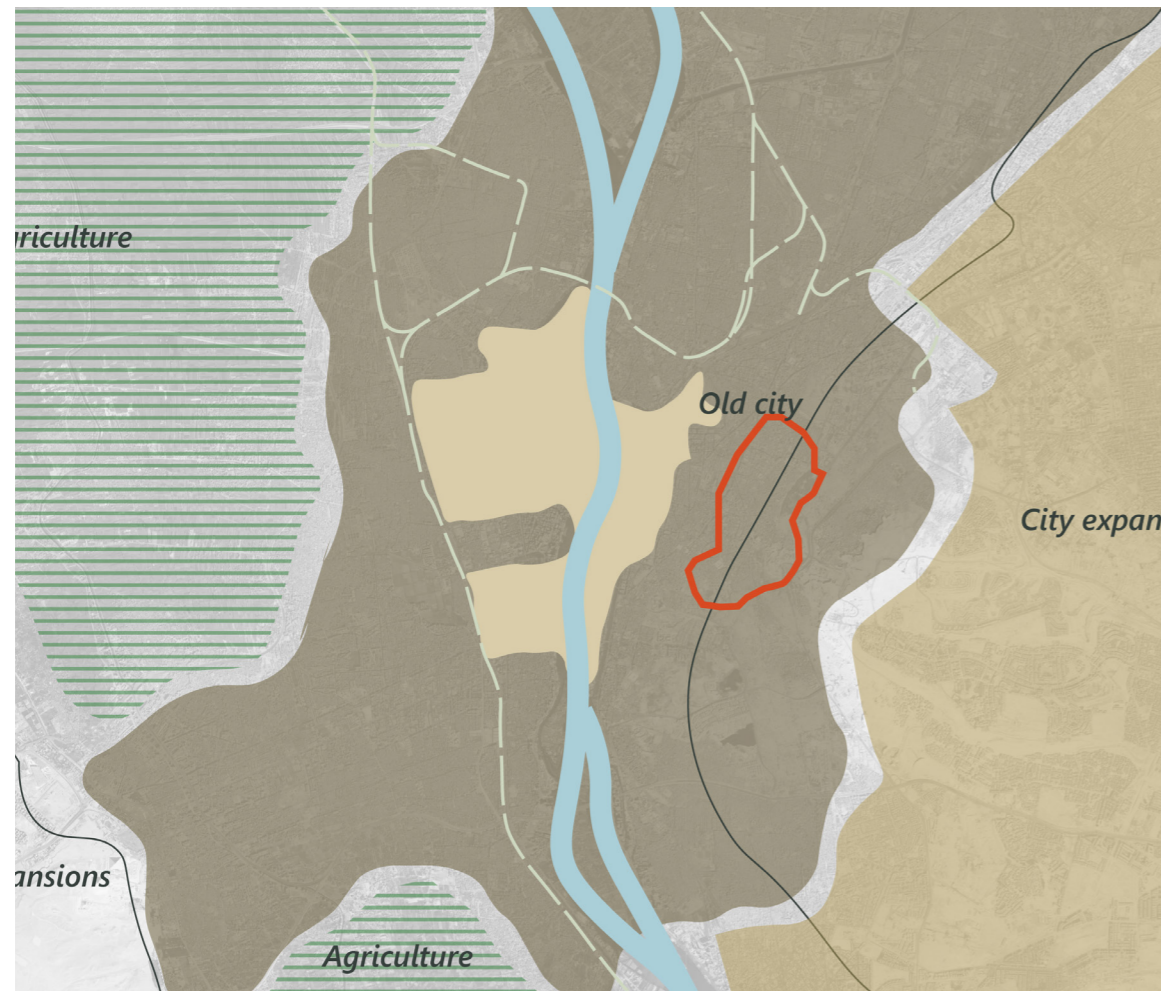 riculture
Old city
City expan
ansions
Agriculture